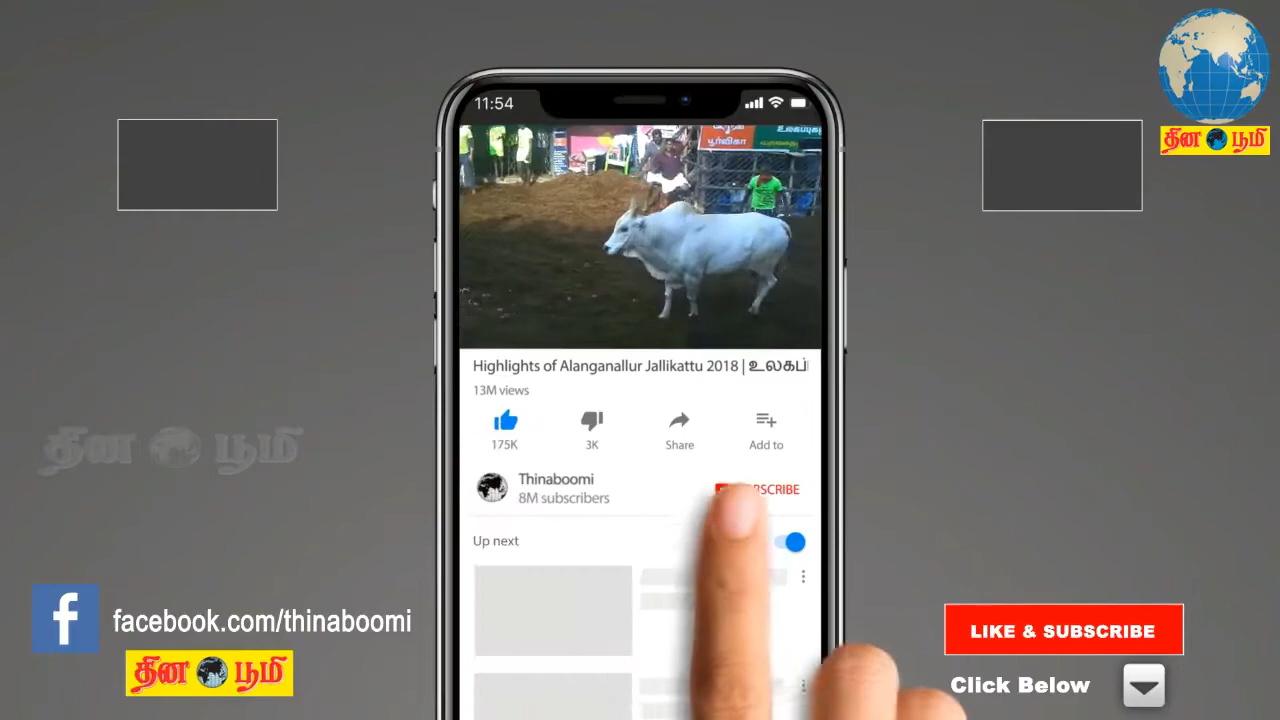 11:54
தின பூமி
பூர்விகா
Highlights of Alanganallur Jallikattu 2018 | உலகப்
13M views
175K
3K
Share
Add to
Thinaboomi
8M subscribers
SUBSCRIBE
Up next
தின பூமி
facebook.com/thinaboomi
தின பூமி
LIKE & SUBSCRIBE
Click Below